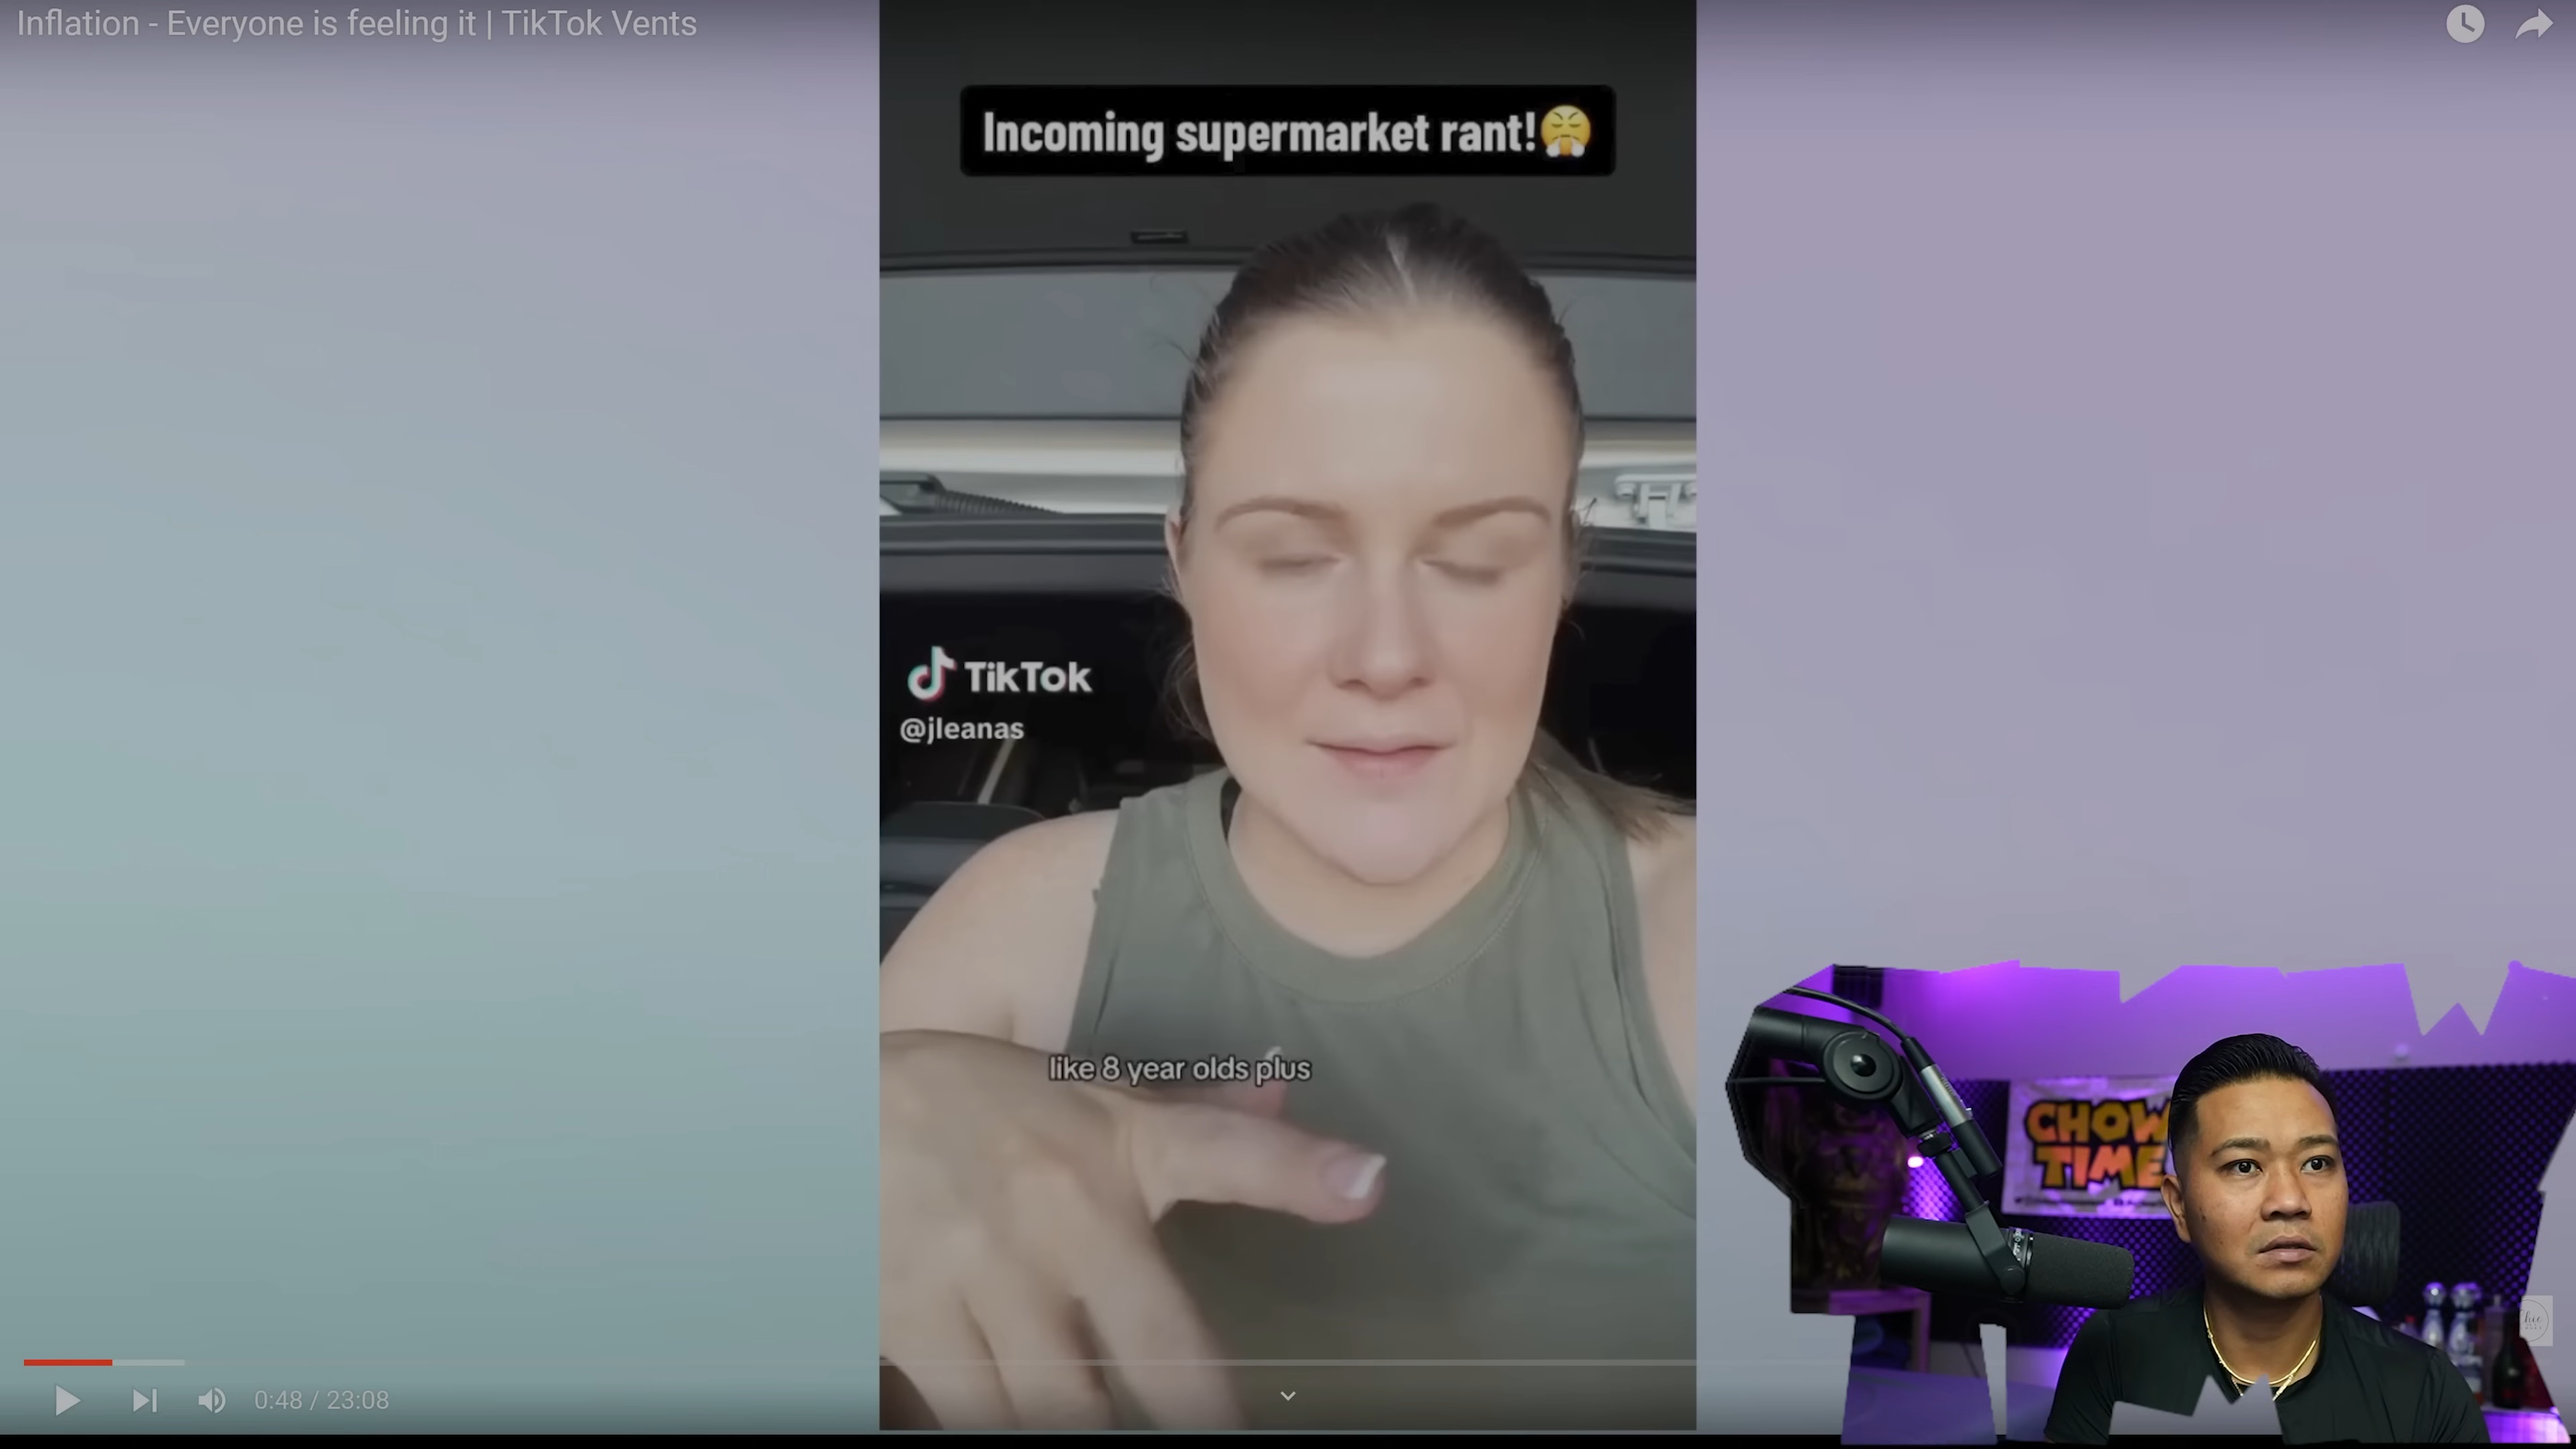 Inflation - Everyone is feeling it | TikTok Vents
Incoming supermarket rant!😤
TikTok
@jleanas
like 8 year olds plus
CHOW
TIME
0:48 / 23:08